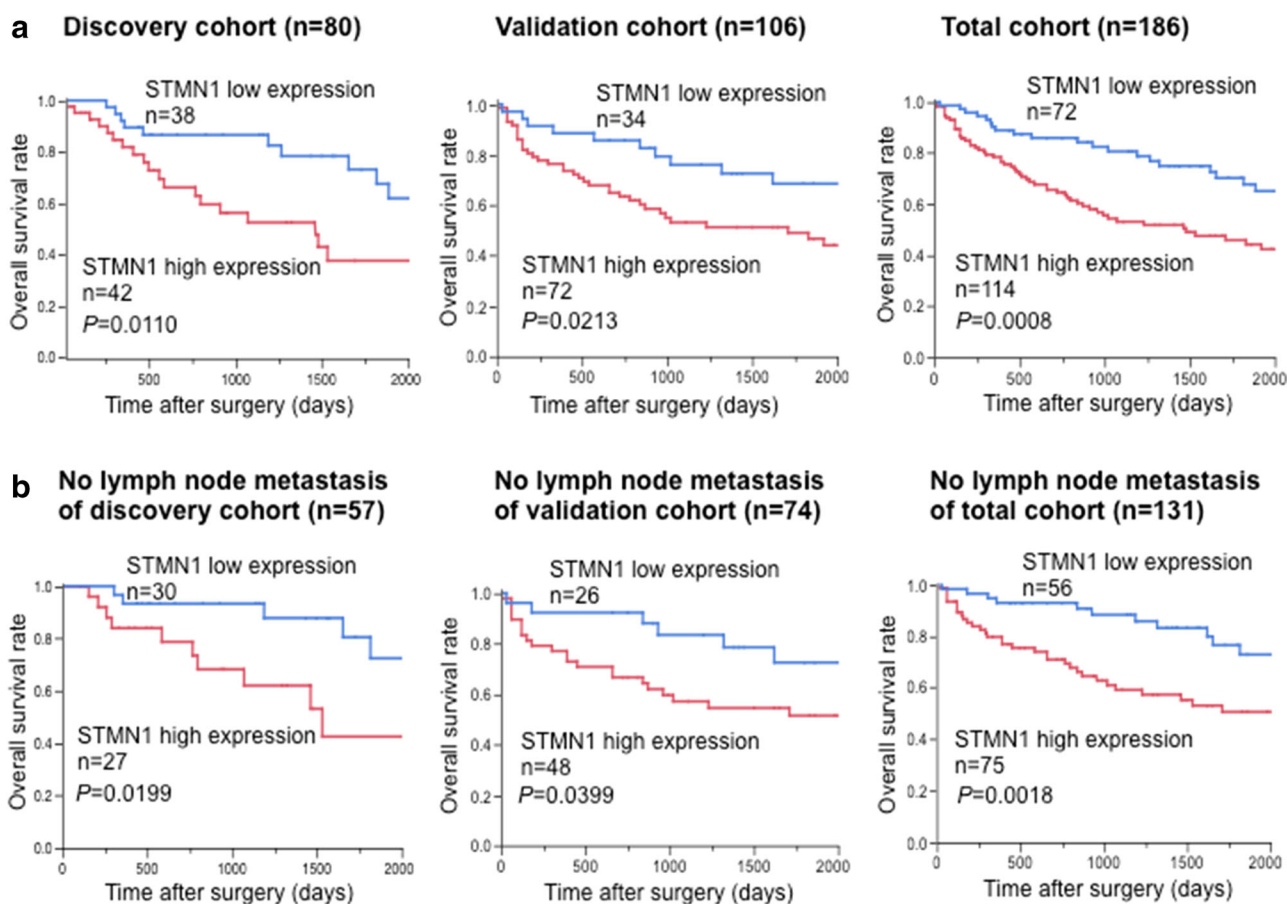 a
Discovery cohort (n=80)
Validation cohort (n=106)
Total cohort (n=186)
Overall survival rate
1.0
0.8
0.6
0.4
0.2
0.0
STMN1 low expression
n=38
STMN1 high expression
n=42
P=0.0110
500
1000
1500
2000
Time after surgery (days)
Overall survival rate
1.0
0.8
0.6
0.4
0.2
0.0
STMN1 low expression
n=34
STMN1 high expression
n=72
P=0.0213
0
500
1000
1500
2000
Time after surgery (days)
Overall survival rate
1.0
0.8
0.6
0.4
0.2
0.0
STMN1 low expression
n=72
STMN1 high expression
n=114
P=0.0008
0
500
1000
1500
2000
Time after surgery (days)
b
No lymph node metastasis
of discovery cohort (n=57)
No lymph node metastasis
of validation cohort (n=74)
No lymph node metastasis
of total cohort (n=131)
Overall survival rate
1.0
0.8
0.6
0.4
0.2
0.0
STMN1 low expression
n=30
STMN1 high expression
n=27
P=0.0199
0
500
1000
1500
2000
Time after surgery (days)
Overall survival rate
1.0
0.8
0.6
0.4
0.2
0.0
STMN1 low expression
n=26
STMN1 high expression
n=48
P=0.0399
0
500
1000
1500
2000
Time after surgery (days)
Overall survival rate
1.0
0.8
0.6
0.4
0.2
0.0
STMN1 low expression
n=56
STMN1 high expression
n=75
P=0.0018
0
500
1000
1500
2000
Time after surgery (days)